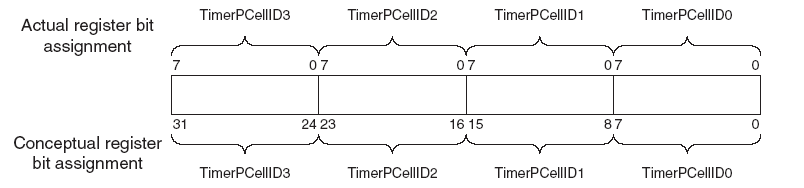 Actual register bit
assignment
TimerPCellID3 TimerPCellID2 TimerPCellID1 TimerPCellID0
7 0 7 0 7 0 7 0
31 24 23 16 15 8 7 0
Conceptual register
bit assignment
TimerPCellID3 TimerPCellID2 TimerPCellID1 TimerPCellID0